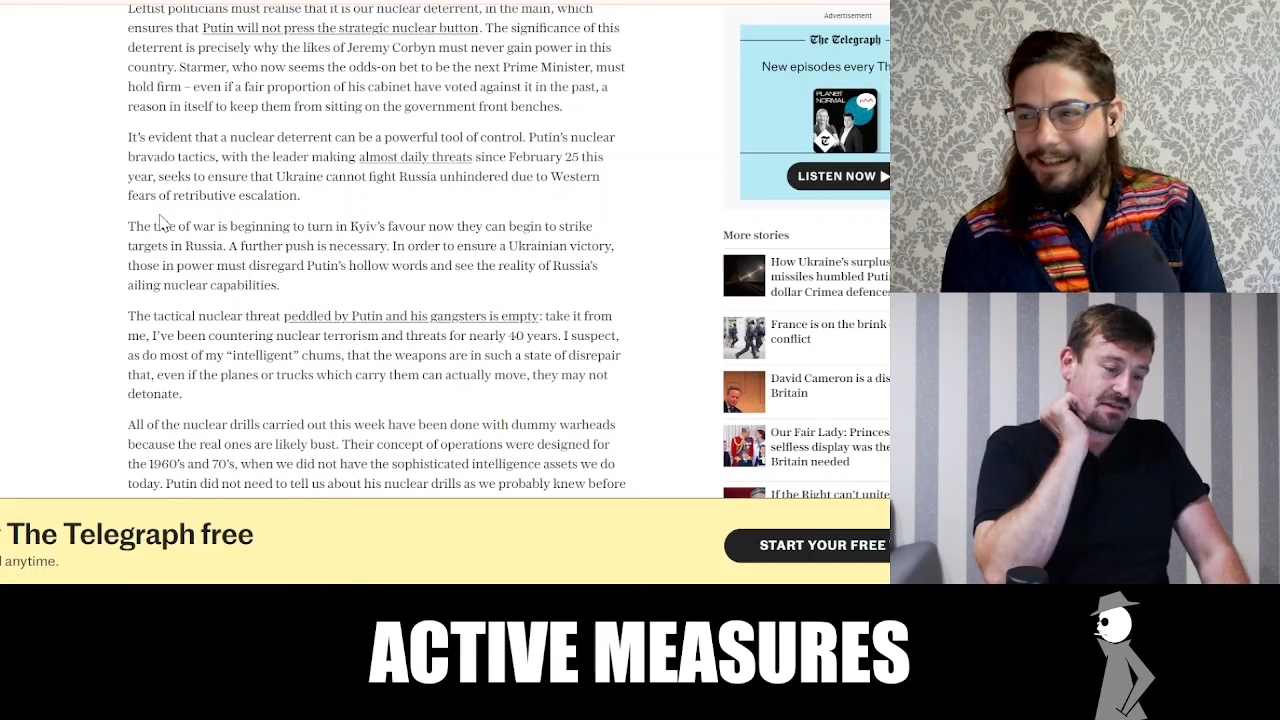 Leftist politicians must realise that it is our nuclear deterrent, in the main, which
ensures that Putin will not press the strategic nuclear button. The significance of this
deterrent is precisely why the likes of Jeremy Corbyn must never gain power in this
country. Starmer, who now seems the odds-on bet to be the next Prime Minister, must
hold firm – even if a fair proportion of his cabinet have voted against it in the past, a
reason in itself to keep them from sitting on the government front benches.
It's evident that a nuclear deterrent can be a powerful tool of control. Putin's nuclear
bravado tactics, with the leader making almost daily threats since February 25 this
year, seeks to ensure that Ukraine cannot fight Russia unhindered due to Western
fears of retributive escalation.
The of war is beginning to turn in Kyiv's favour now they can begin to strike
targets in Russia. A further push is necessary. In order to ensure a Ukrainian victory,
those in power must disregard Putin's hollow words and see the reality of Russia's
ailing nuclear capabilities.
The tactical nuclear threat peddled by Putin and his gangsters is empty: take it from
me, I've been countering nuclear terrorism and threats for nearly 40 years. I suspect,
as do most of my “intelligent” chums, that the weapons are in such a state of disrepair
that, even if the planes or trucks which carry them can actually move, they may not
detonate.
All of the nuclear drills carried out this week have been done with dummy warheads
because the real ones are likely bust. Their concept of operations were designed for
the 1960's and 70's, when we did not have the sophisticated intelligence assets we do
today. Putin did not need to tell us about his nuclear drills as we probably knew before
Advertisement
The Telegraph
New episodes every Th
PLANET
NORMAL
LISTEN NOW
More stories
How Ukraine's surplus
missiles humbled Puti
dollar Crimea defence
France is on the brink
conflict
David Cameron is a dis
Britain
Our Fair Lady: Princes
selfless display was the
Britain needed
If the Right can't unite
The Telegraph free
anytime.
START YOUR FREE
ACTIVE MEASURES